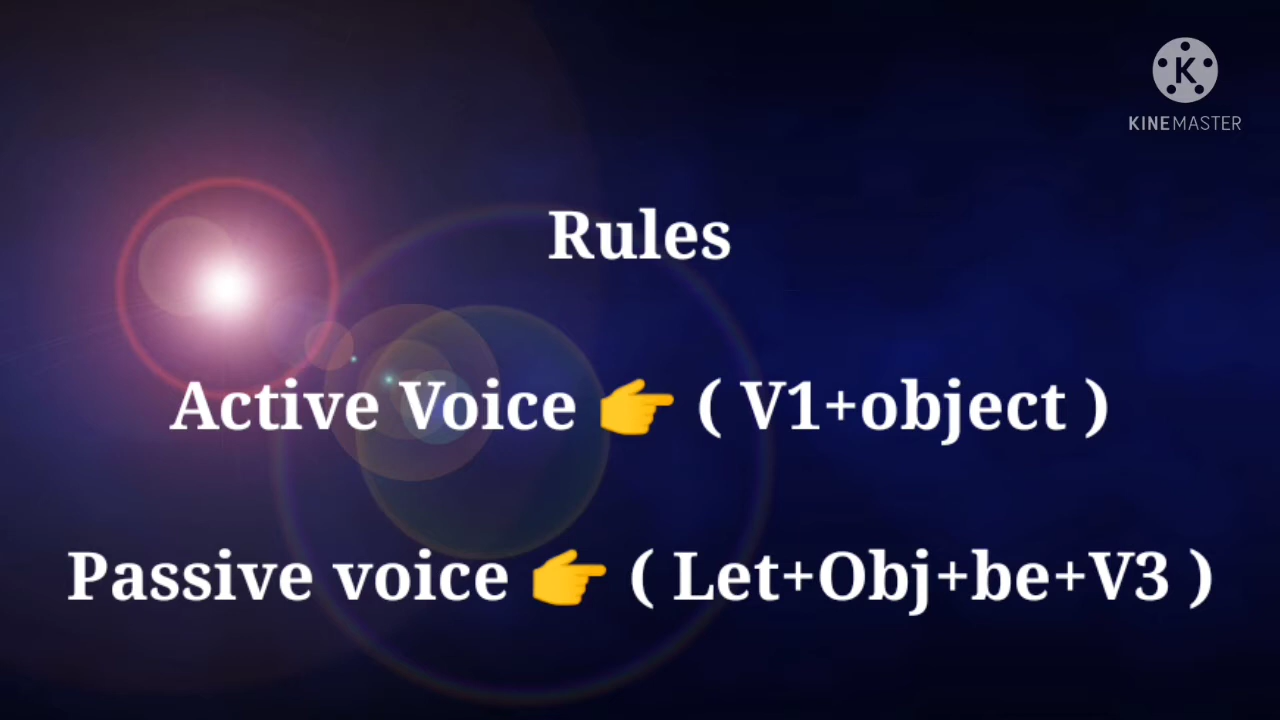 K
KINEMASTER
Rules
Active Voice 👉 ( V1+object )
Passive voice 👉 ( Let+Obj+be+V3 )